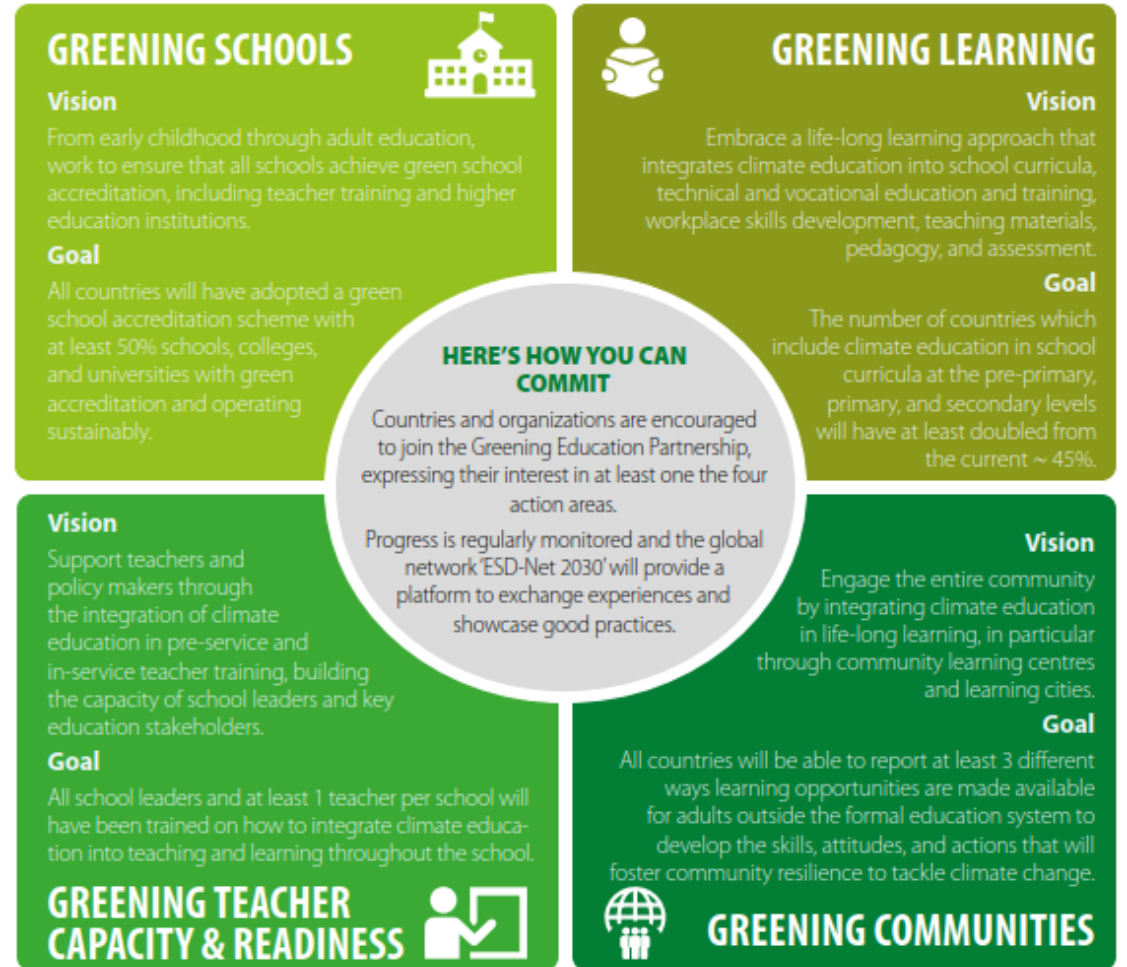 GREENING SCHOOLS
Vision
From early childhood through adult education,
work to ensure that all schools achieve green school
accreditation, including teacher training and higher
education institutions.
Goal
All countries will have adopted a green
school accreditation scheme with
at least 50% schools, colleges,
and universities with green
accreditation and operating
sustainably.
GREENING LEARNING
Vision
Embrace a life-long learning approach that
integrates climate education into school curricula,
technical and vocational education and training,
workplace skills development, teaching materials,
pedagogy, and assessment.
Goal
The number of countries which
include climate education in school
curricula at the pre-primary,
primary, and secondary levels
will have at least doubled from
the current ~ 45%.
HERE'S HOW YOU CAN
COMMIT
Countries and organizations are encouraged
to join the Greening Education Partnership,
expressing their interest in at least one the four
action areas.
Progress is regularly monitored and the global
network 'ESD-Net 2030' will provide a
platform to exchange experiences and
showcase good practices.
Vision
Support teachers and
policy makers through
the integration of climate
education in pre-service and
in-service teacher training, building
the capacity of school leaders and key
education stakeholders.
Goal
All school leaders and at least 1 teacher per school will
have been trained on how to integrate climate educa-
tion into teaching and learning throughout the school.
GREENING TEACHER
CAPACITY & READINESS
Vision
Engage the entire community
by integrating climate education
in life-long learning, in particular
through community learning centres
and learning cities.
Goal
All countries will be able to report at least 3 different
ways learning opportunities are made available
for adults outside the formal education system to
develop the skills, attitudes, and actions that will
foster community resilience to tackle climate change.
GREENING COMMUNITIES